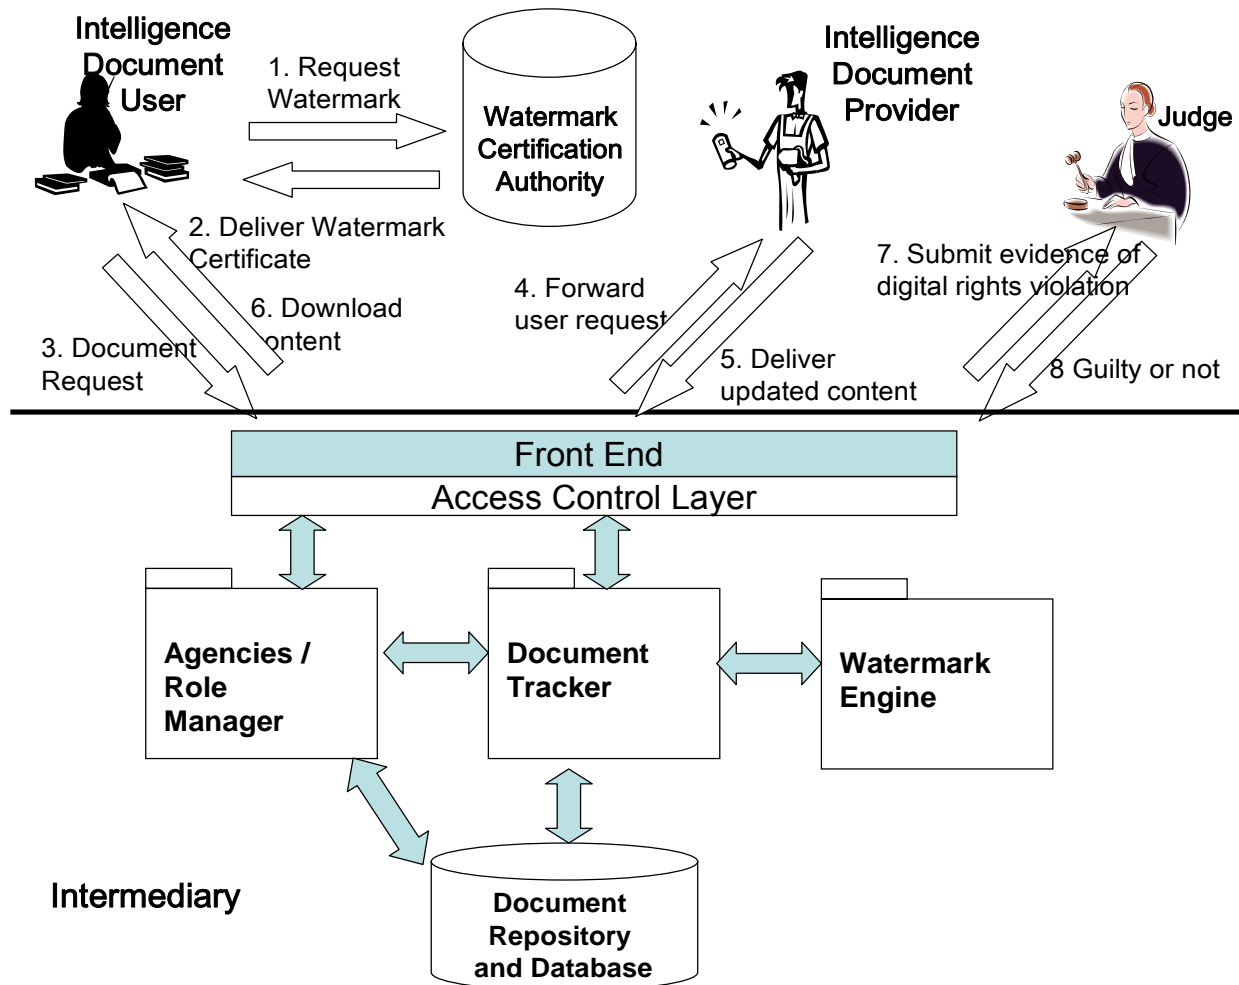 Intelligence
Document
User
1. Request
Watermark
Watermark
Certification
Authority
Intelligence
Document
Provider
Judge
2. Deliver Watermark
Certificate
3. Document
Request
6. Download
content
4. Forward
user request
5. Deliver
updated content
7. Submit evidence of
digital rights violation
8 Guilty or not
Front End
Access Control Layer
Agencies /
Role
Manager
Document
Tracker
Watermark
Engine
Intermediary
Document
Repository
and Database